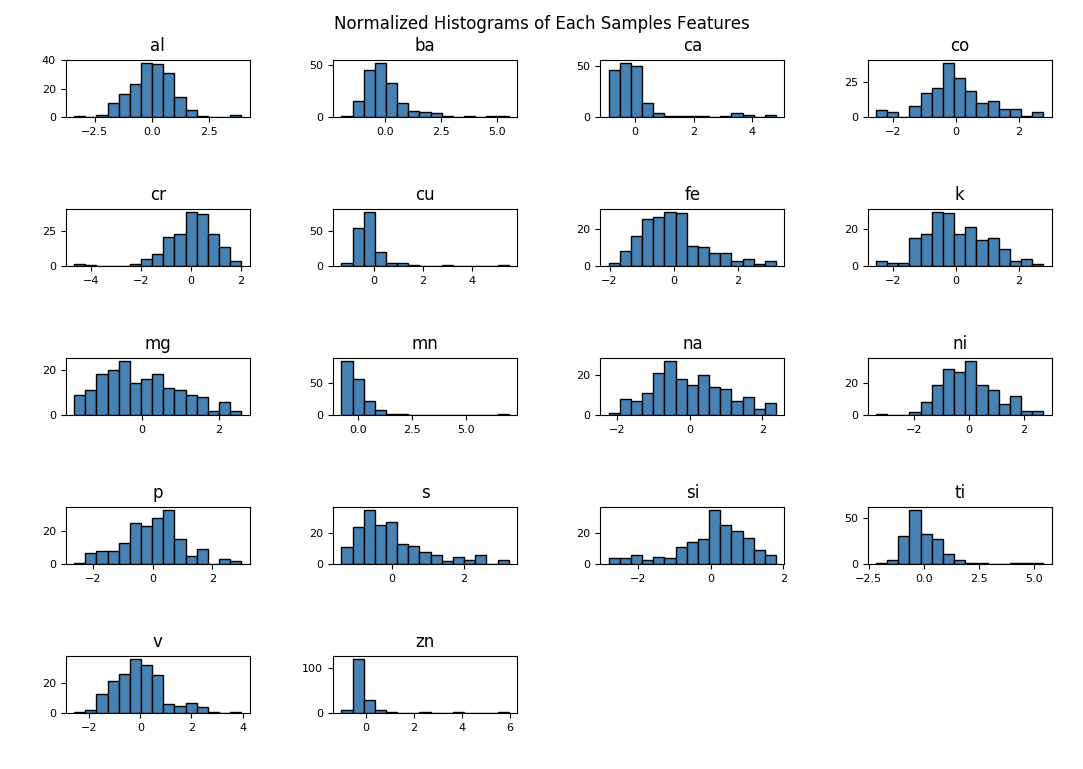 Normalized Histograms of Each Samples Features
al ba ca co
40 20 0 −2.5 0.0 2.5
50 0 0.0 2.5 5.0
50 0 0 2 4
25 0 −2 0 2
cr cu fe k
25 0 −4 −2 0 2
50 0 0 2 4
20 0 −2 0 2
20 0 −2 0 2
mg mn na ni
20 0 0 2
50 0 0.0 2.5 5.0
20 0 −2 0 2
20 0 −2 0 2
p s si ti
20 0 −2 0 2
20 0 0 2
20 0 −2 0 2
50 0 −2.5 0.0 2.5 5.0
v zn
20 0 −2 0 2 4
100 0 0 2 4 6